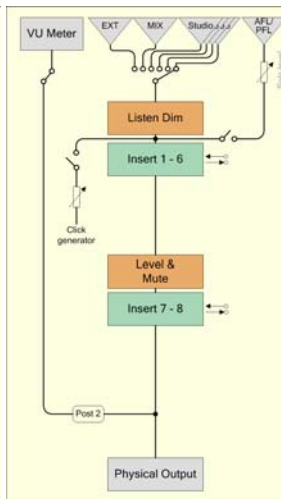 VU Meter
EXT
MIX
Studio
AFL/
PFL
Listen Dim
Insert 1 - 6
Click
generator
Level &
Mute
Insert 7 - 8
Post 2
Physical Output